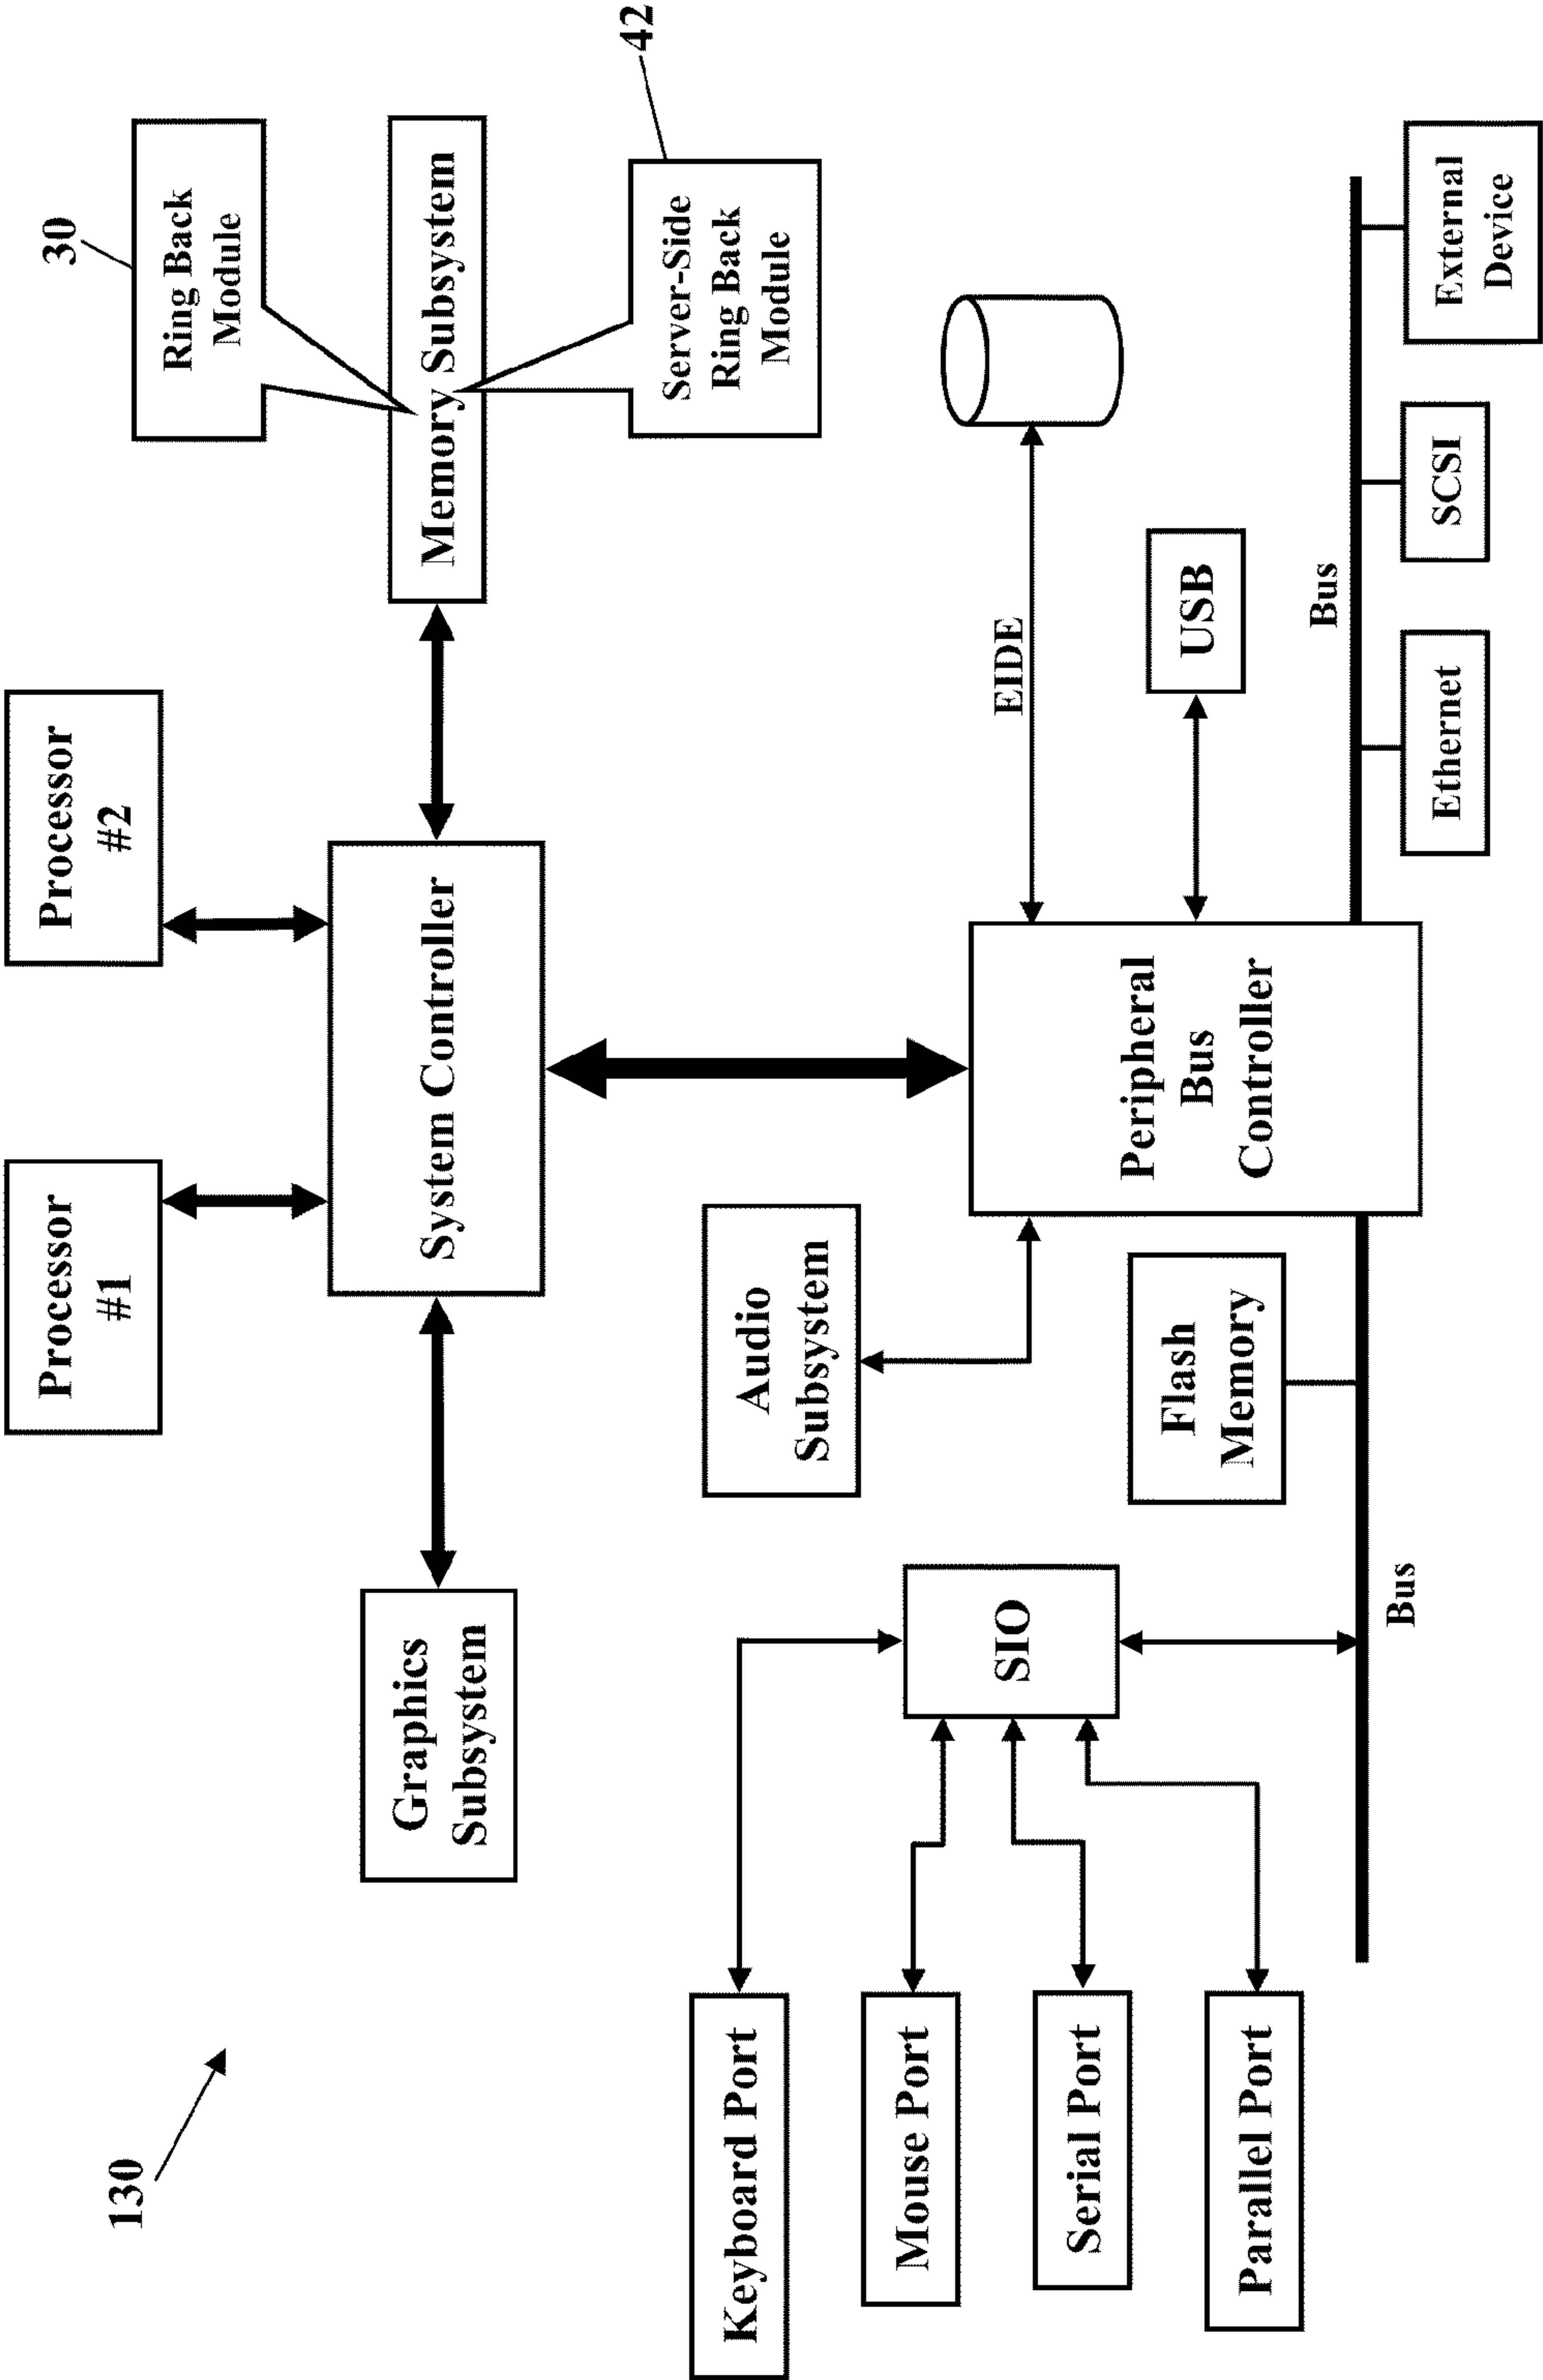 130
Processor
#1
Processor
#2
30
Ring Back
Module
Graphics
Subsystem
System Controller
Memory Subsystem
42
Server-Side
Ring Back
Module
Keyboard Port
Mouse Port
Serial Port
Parallel Port
SIO
Audio
Subsystem
Flash
Memory
Bus
Peripheral
Bus
Controller
EIDE
USB
Bus
Ethernet
SCSI
External
Device